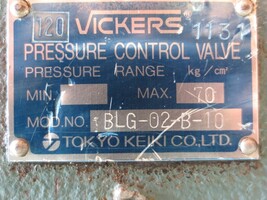 120 VICKERS 1131
PRESSURE CONTROL VALVE
PRESSURE RANGE kg/cm²
MIN. MAX. 70
MOD.NO. BLG-02-B-10
TOKYO KEIKI CO., LTD.